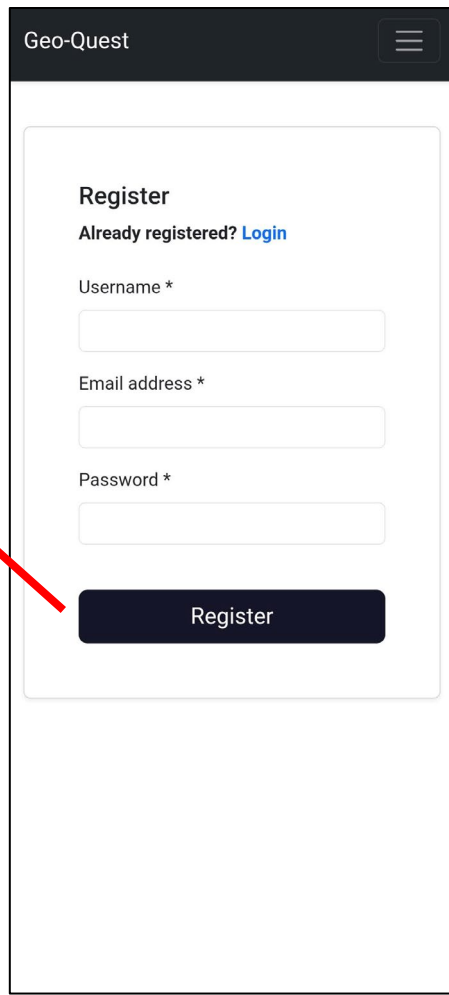 Geo-Quest
Register
Already registered? Login
Username *
Email address *
Password *
Register